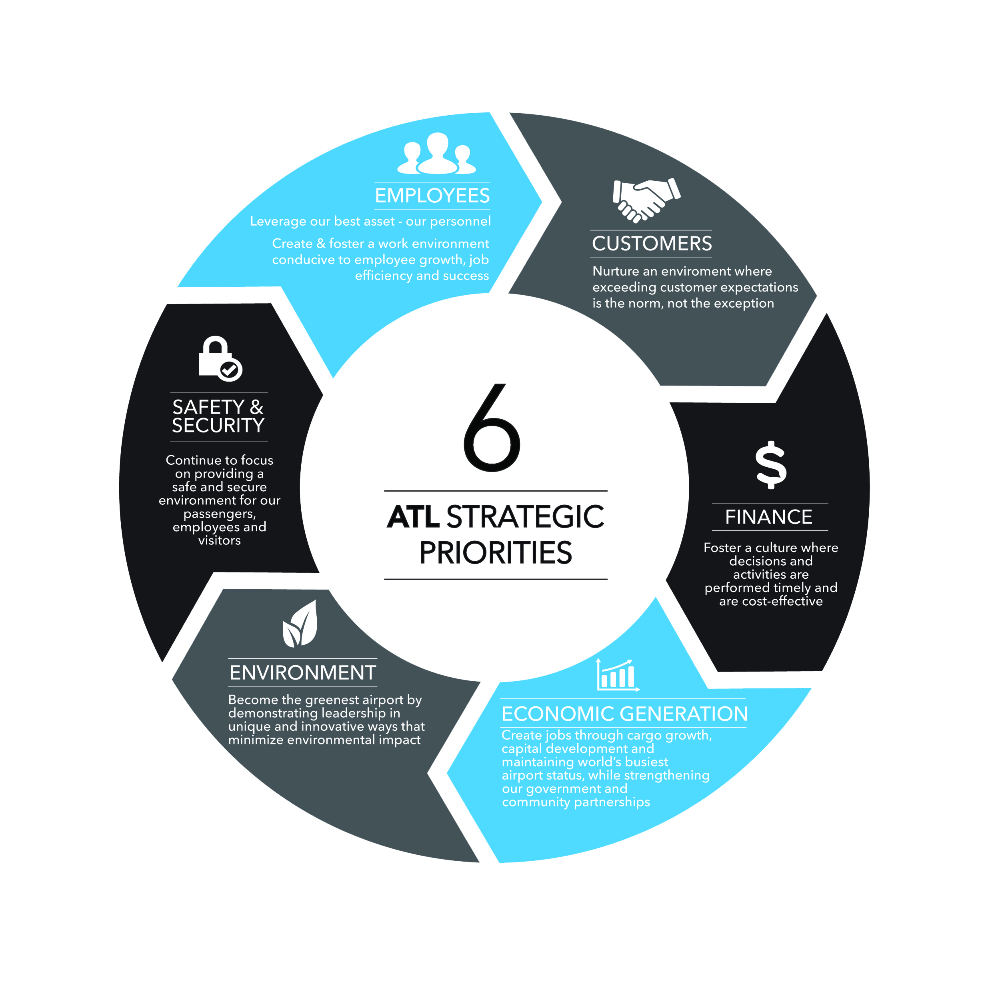 EMPLOYEES
Leverage our best asset - our personnel
Create & foster a work environment
conducive to employee growth, job
efficiency and success
CUSTOMERS
Nurture an enviroment where
exceeding customer expectations
is the norm, not the exception
SAFETY &
SECURITY
Continue to focus
on providing a
safe and secure
environment for our
passengers,
employees and
visitors
6
ATL STRATEGIC
PRIORITIES
$
FINANCE
Foster a culture where
decisions and
activities are
performed timely and
are cost-effective
ENVIRONMENT
Become the greenest airport by
demonstrating leadership in
unique and innovative ways that
minimize environmental impact
ECONOMIC GENERATION
Create jobs through cargo growth,
capital development and
maintaining world's busiest
airport status, while strengthening
our government and
community partnerships